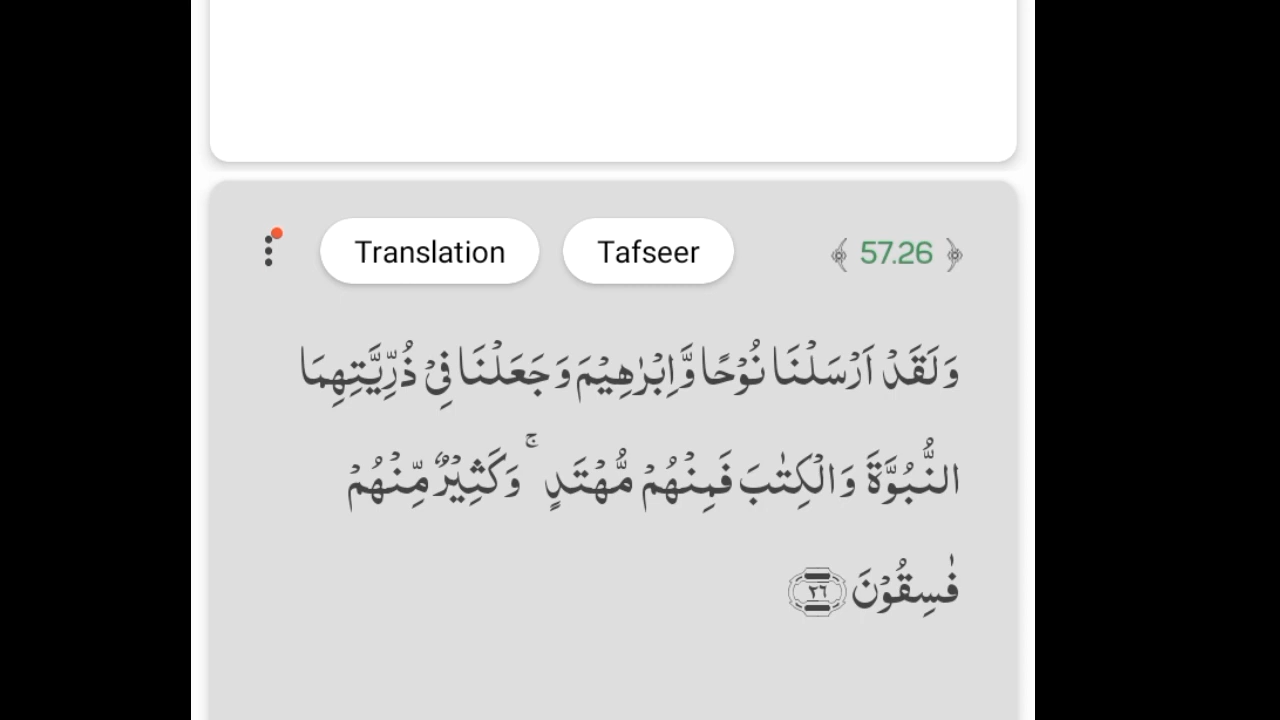 Translation Tafseer 57.26
وَلَقَدْ اَرْسَلْنَا نُوْحًا وَّاِبْرٰهِيْمَ وَجَعَلْنَا فِيْ ذُرِّيَّتِهِمَا
النُّبُوَّةَ وَالْكِتٰبَ فَمِنْهُمْ مُّهْتَدٍ ۚ وَكَثِيْرٌ مِّنْهُمْ
فٰسِقُوْنَ ٢٦